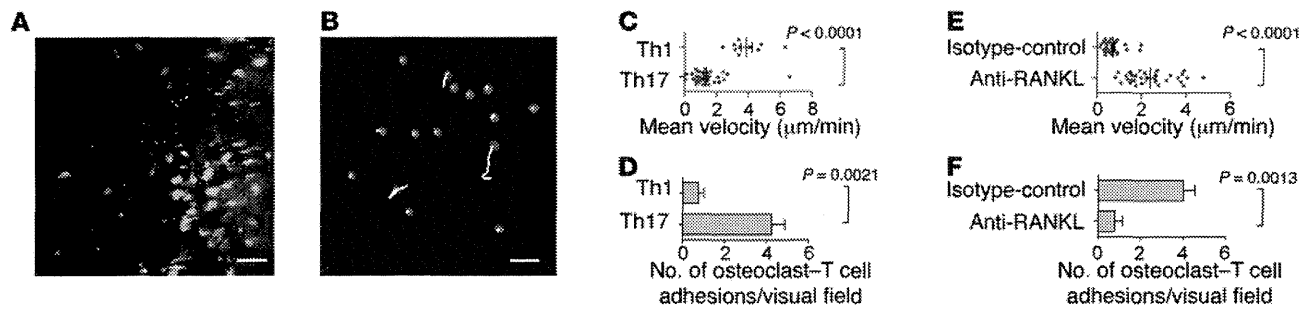 A
B
C
Th1
Th17
P < 0.0001
0 2 4 6 8
Mean velocity (μm/min)
D
Th1
Th17
P = 0.0021
0 2 4 6
No. of osteoclast–T cell
adhesions/visual field
E
Isotype-control
Anti-RANKL
P < 0.0001
0 2 4 6
Mean velocity (μm/min)
F
Isotype-control
Anti-RANKL
P = 0.0013
0 2 4 6
No. of osteoclast–T cell
adhesions/visual field